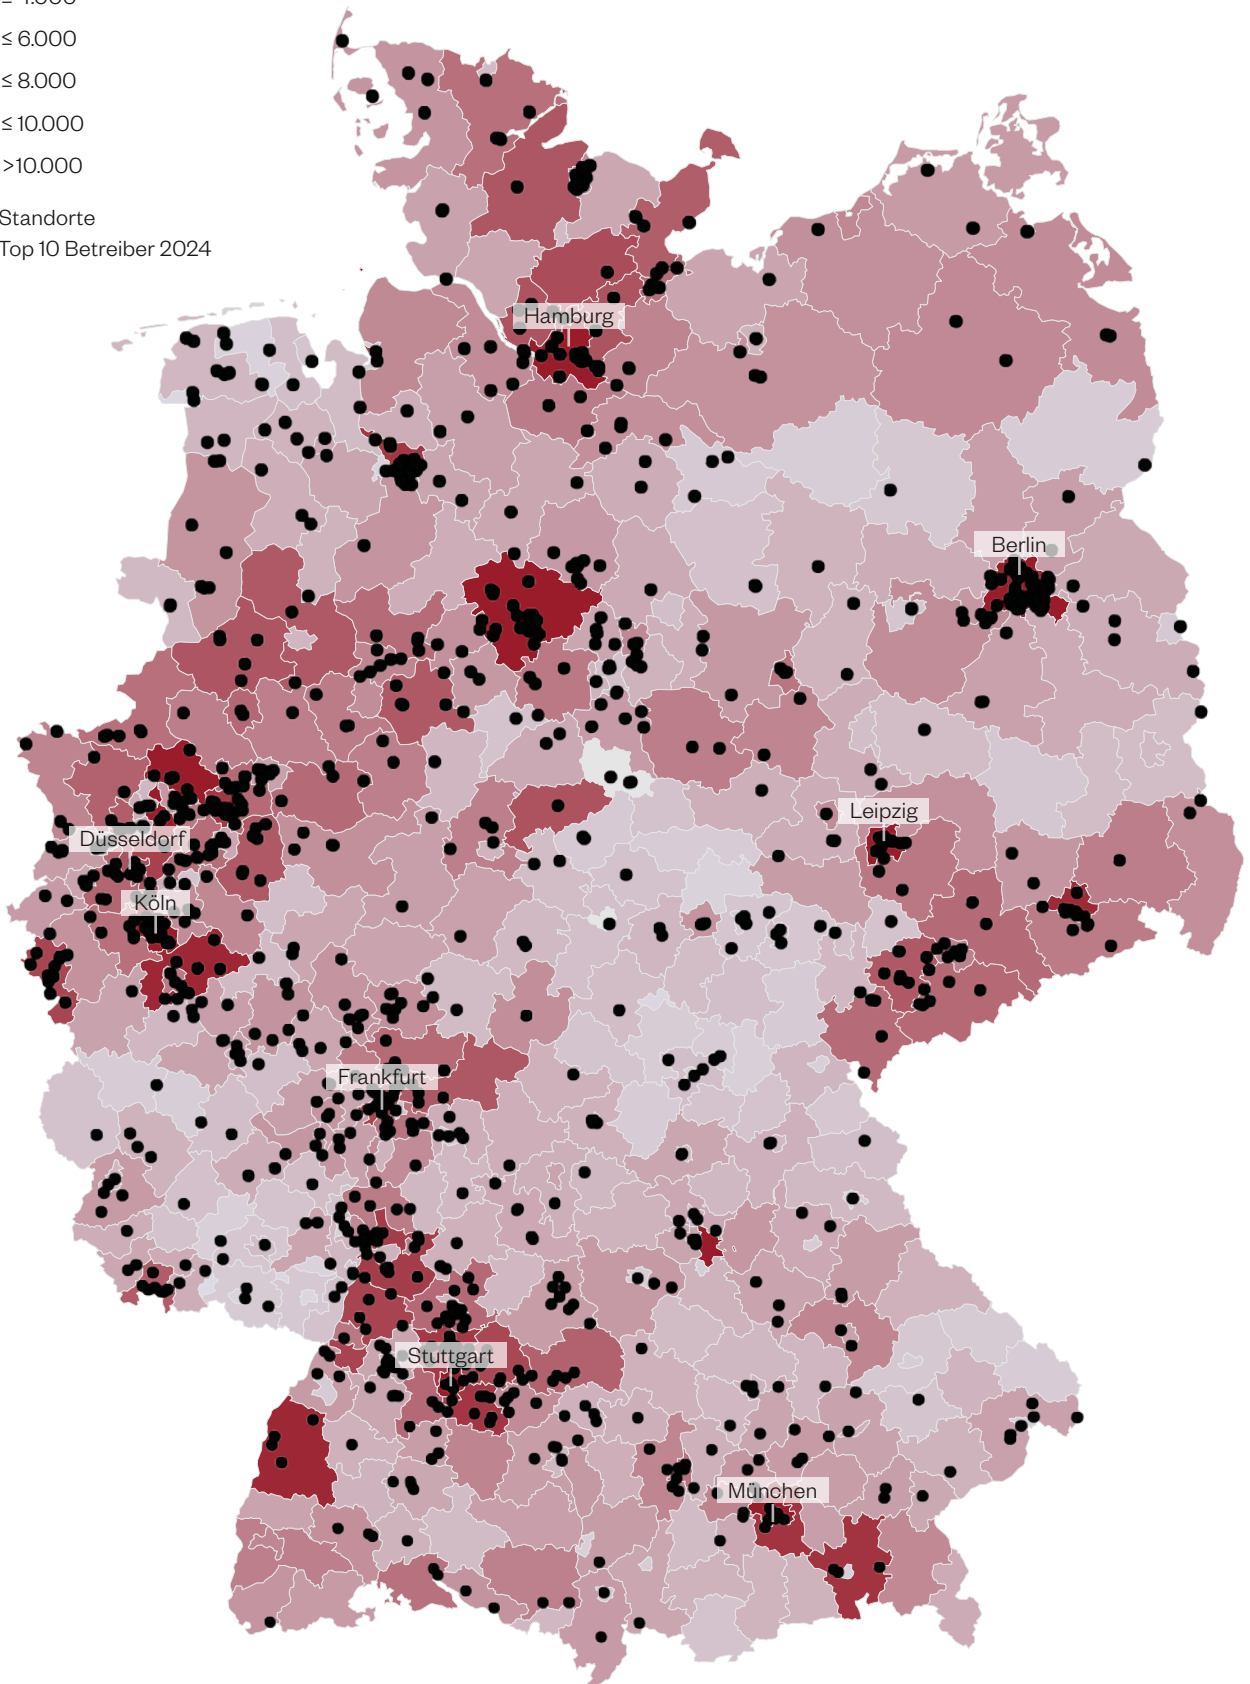 ≤ 6.000
≤ 8.000
≤ 10.000
>10.000
Standorte
Top 10 Betreiber 2024
Hamburg
Berlin
Leipzig
Düsseldorf
Köln
Frankfurt
Stuttgart
München